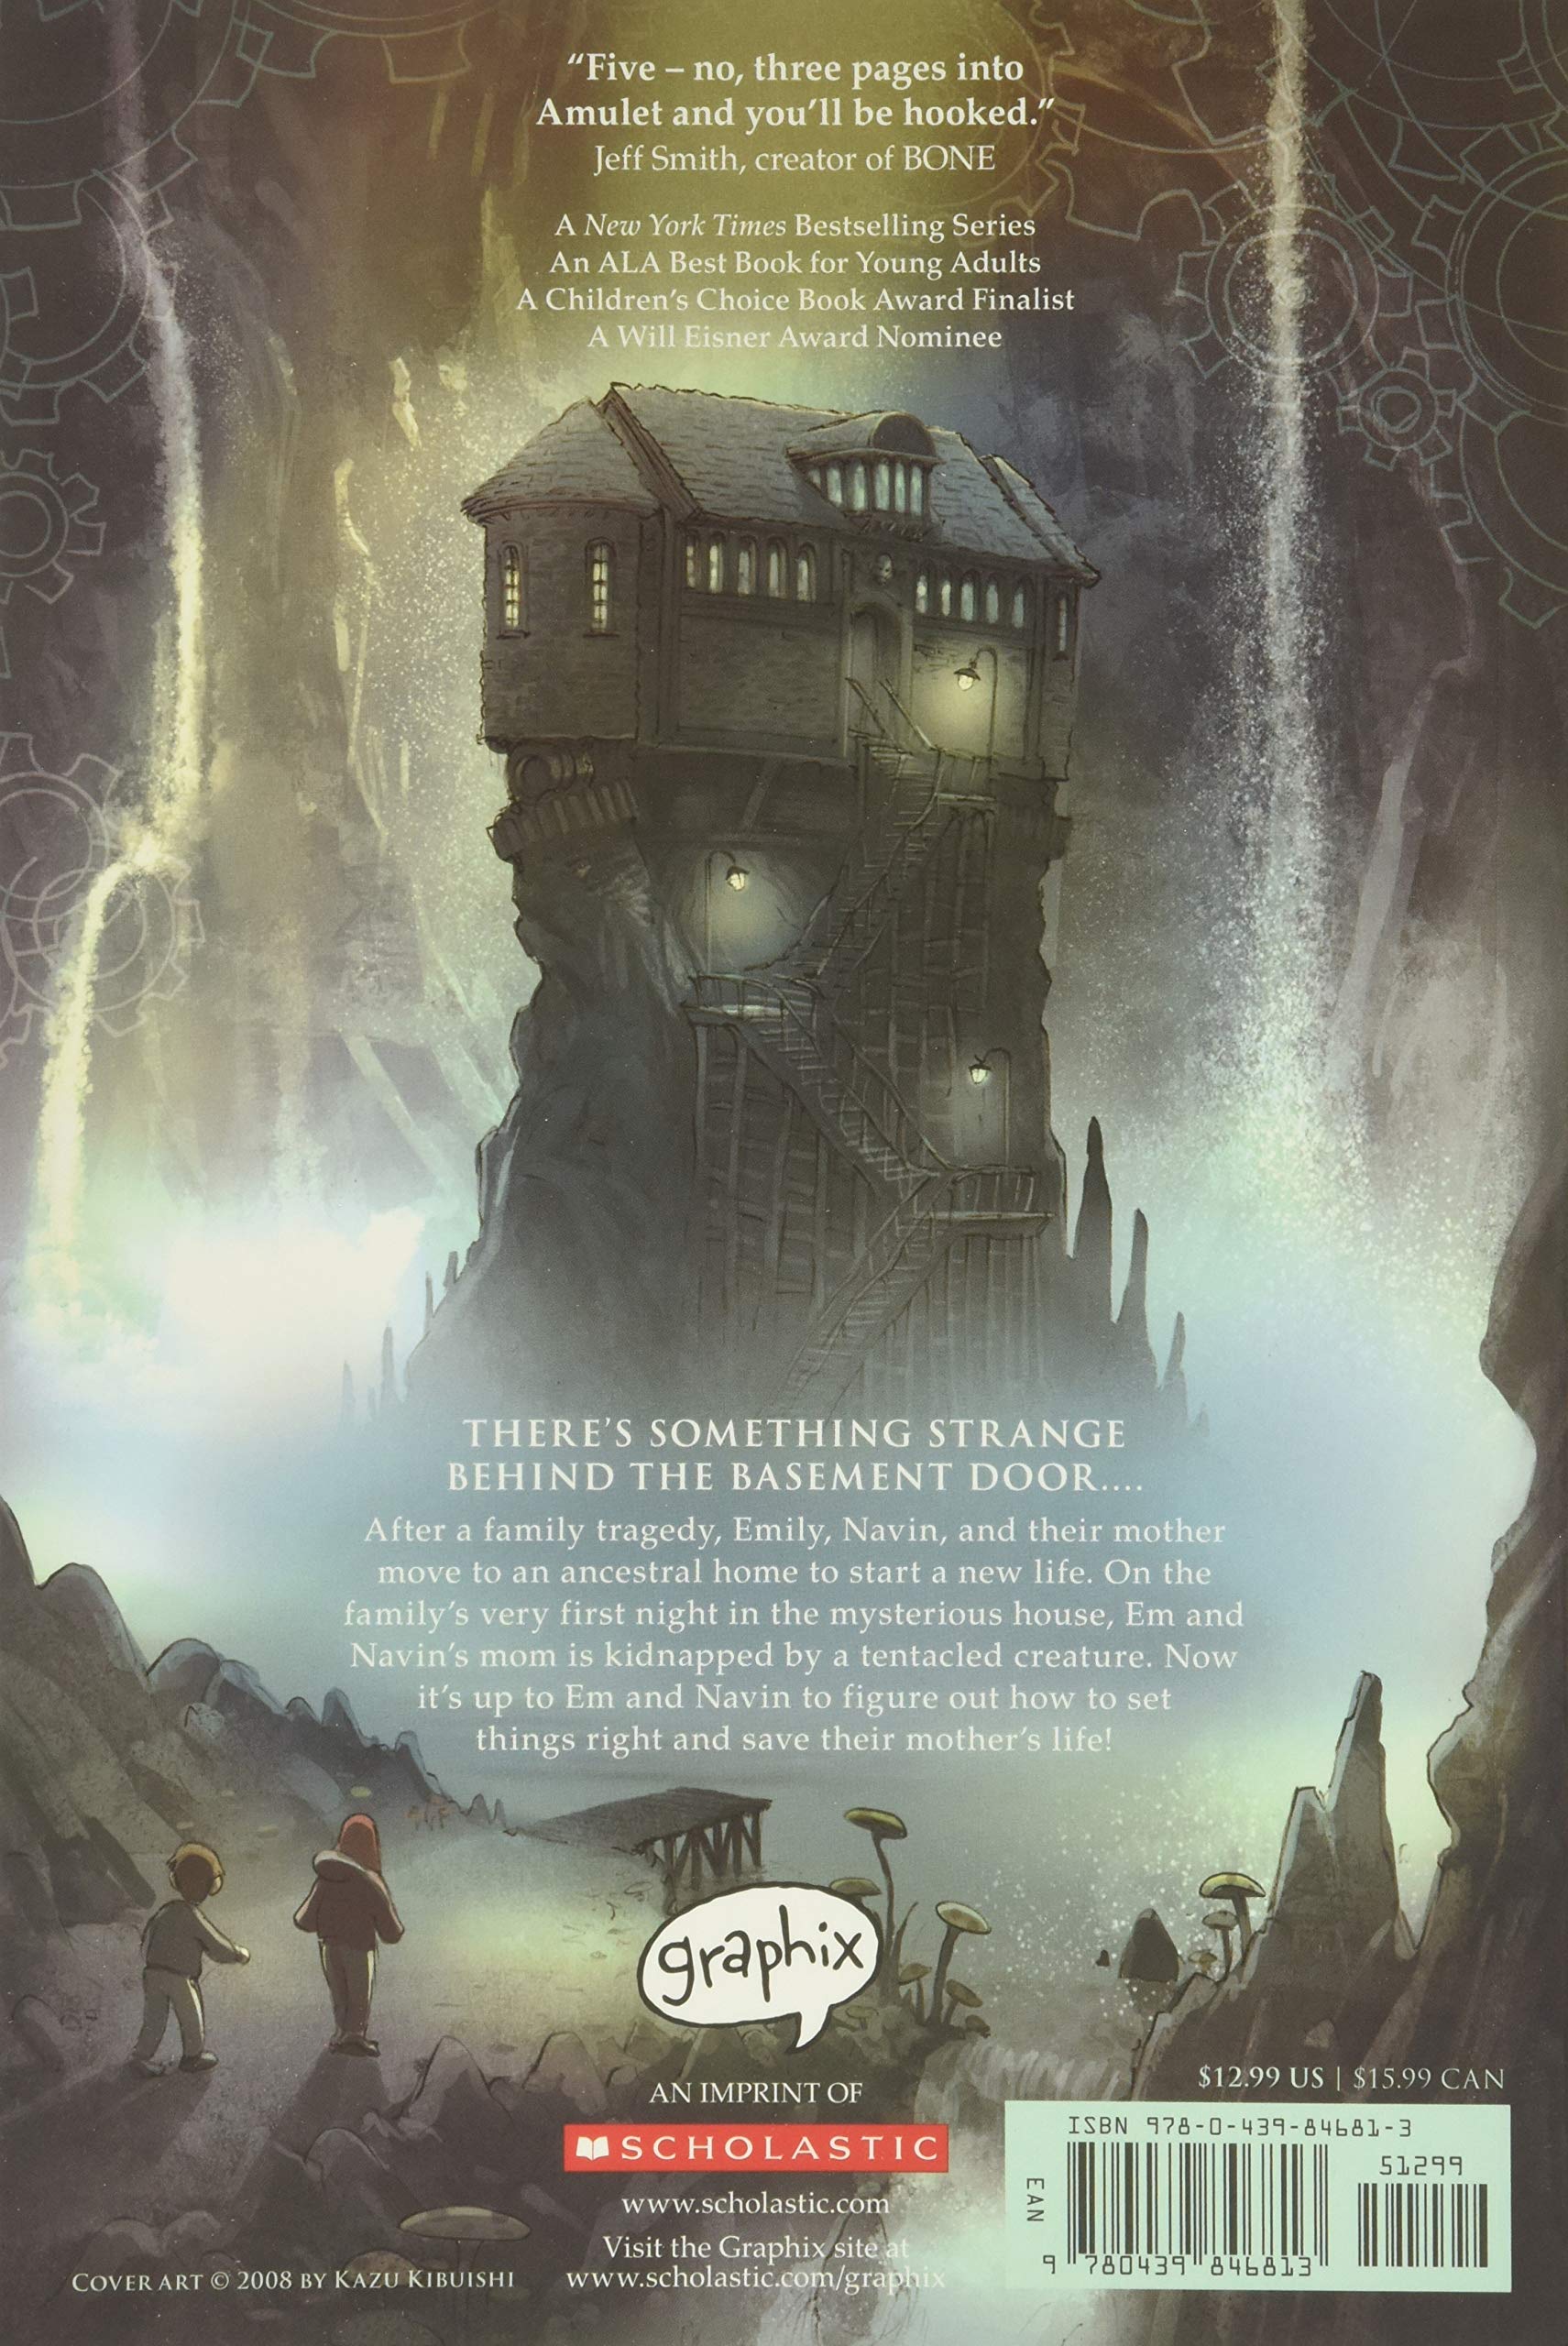 “Five – no, three pages into
Amulet and you’ll be hooked.”
Jeff Smith, creator of BONE
A New York Times Bestselling Series
An ALA Best Book for Young Adults
A Children’s Choice Book Award Finalist
A Will Eisner Award Nominee
THERE’S SOMETHING STRANGE
BEHIND THE BASEMENT DOOR....
After a family tragedy, Emily, Navin, and their mother
move to an ancestral home to start a new life. On the
family’s very first night in the mysterious house, Em and
Navin’s mom is kidnapped by a tentacled creature. Now
it’s up to Em and Navin to figure out how to set
things right and save their mother’s life!
graphix
AN IMPRINT OF
SCHOLASTIC
www.scholastic.com
Visit the Graphix site at
www.scholastic.com/graphix
COVER ART © 2008 BY KAZU KIBUISHI
$12.99 US | $15.99 CAN
ISBN 978-0-439-84681-3
51299
EAN
9 780439 846813